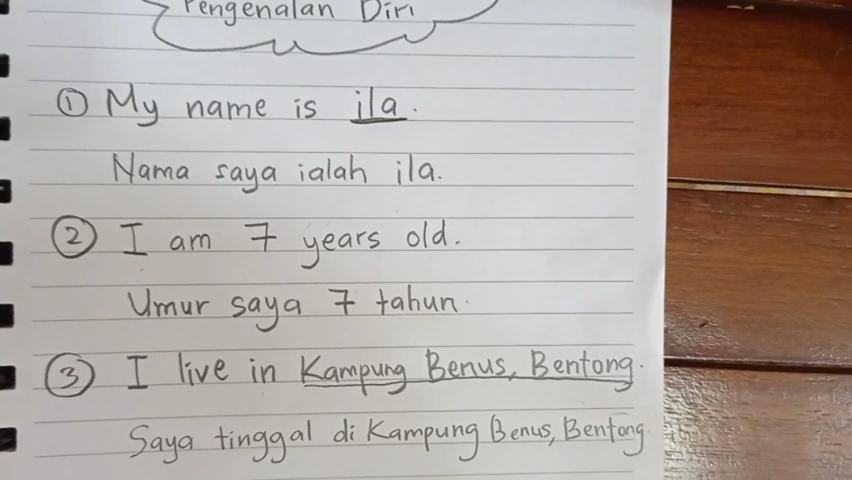 Pengenalan Diri
① My name is ila.
Nama saya ialah ila.
② I am 7 years old.
Umur saya 7 tahun.
③ I live in Kampung Benus, Bentong.
Saya tinggal di Kampung Benus, Bentong